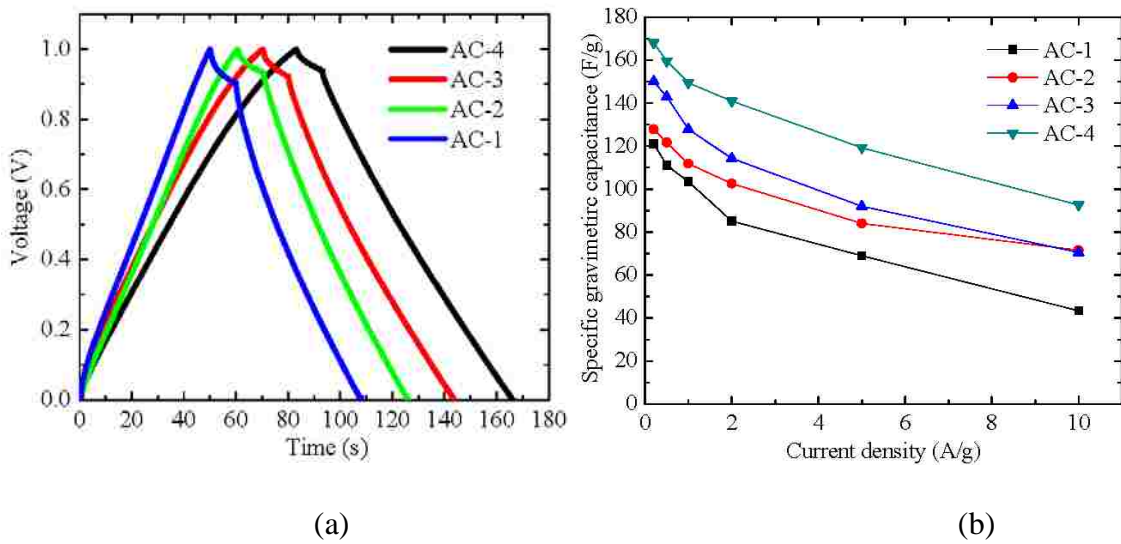 1.0
0.8
0.6
0.4
0.2
0.0
Voltage (V)
AC-4
AC-3
AC-2
AC-1
0 20 40 60 80 100 120 140 160 180
Time (s)
(a)
180
160
140
120
100
80
60
40
20
0
Specific gravimetirc capacitance (F/g)
AC-1
AC-2
AC-3
AC-4
0 2 4 6 8 10
Current density (A/g)
(b)